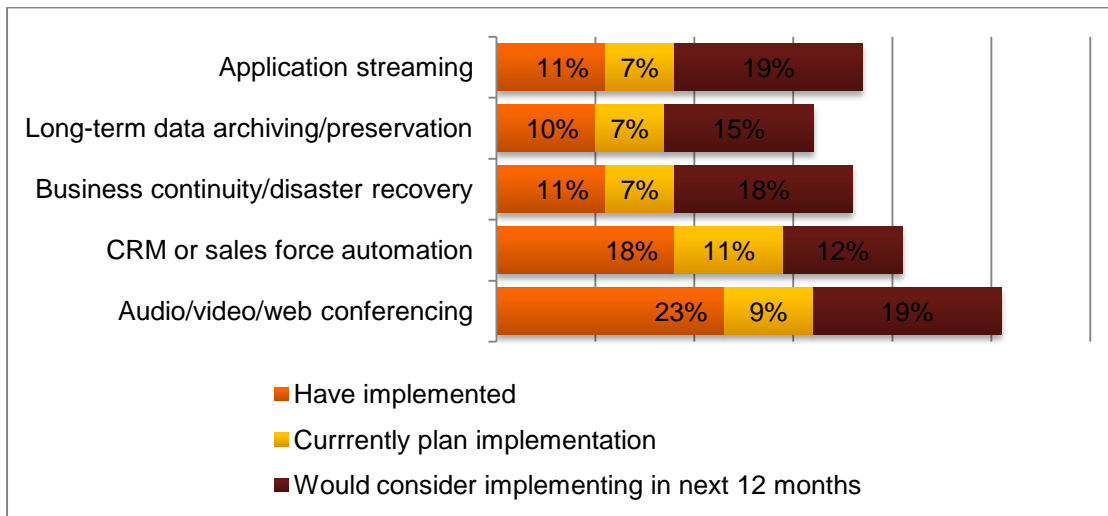 Application streaming 11% 7% 19%
Long-term data archiving/preservation 10% 7% 15%
Business continuity/disaster recovery 11% 7% 18%
CRM or sales force automation 18% 11% 12%
Audio/video/web conferencing 23% 9% 19%
Have implemented
Currrently plan implementation
Would consider implementing in next 12 months